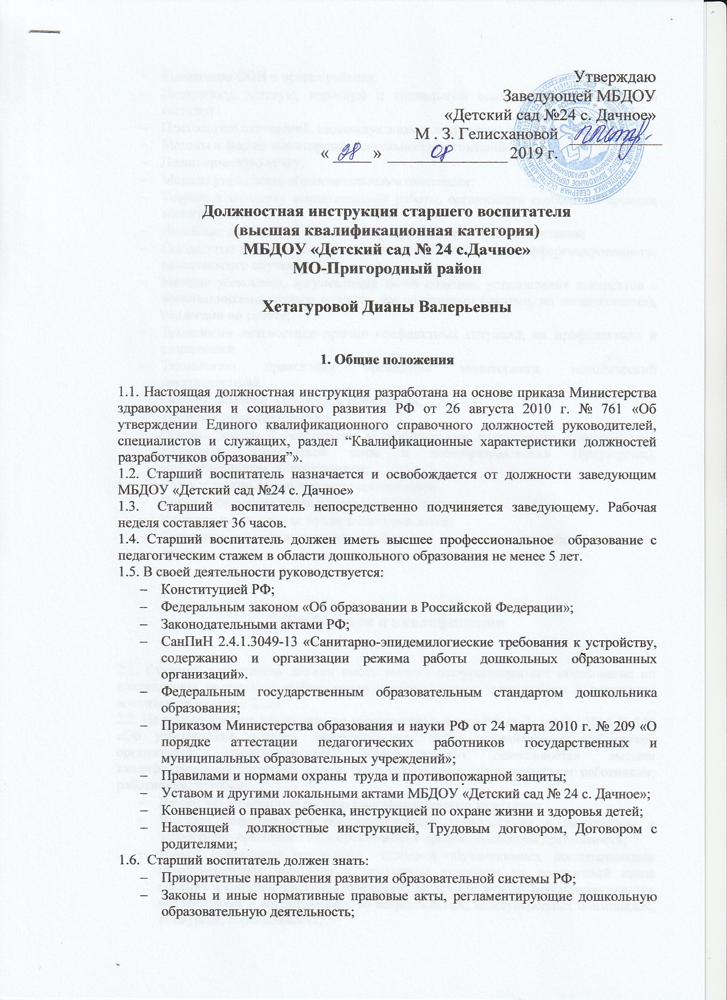 Утверждаю
Заведующей МБДОУ
«Детский сад №24 с. Дачное»
М . З. Гелисхановой
« 28 » 08 2019 г.
Должностная инструкция старшего воспитателя
(высшая квалификационная категория)
МБДОУ «Детский сад № 24 с.Дачное»
МО-Пригородный район
Хетагуровой Дианы Валерьевны
1. Общие положения
1.1. Настоящая должностная инструкция разработана на основе приказа Министерства
здравоохранения и социального развития РФ от 26 августа 2010 г. № 761 «Об
утверждении Единого квалификационного справочного должностей руководителей,
специалистов и служащих, раздел “Квалификационные характеристики должностей
разработчиков образования”».
1.2. Старший воспитатель назначается и освобождается от должности заведующим
МБДОУ «Детский сад №24 с. Дачное»
1.3. Старший воспитатель непосредственно подчиняется заведующему. Рабочая
неделя составляет 36 часов.
1.4. Старший воспитатель должен иметь высшее профессиональное образование с
педагогическим стажем в области дошкольного образования не менее 5 лет.
1.5. В своей деятельности руководствуется:
– Конституцией РФ;
– Федеральным законом «Об образовании в Российской Федерации»;
– Законодательными актами РФ;
– СанПиН 2.4.1.3049-13 «Санитарно-эпидемилогиеские требования к устройству,
содержанию и организации режима работы дошкольных образованных
организаций».
– Федеральным государственным образовательным стандартом дошкольника
образования;
– Приказом Министерства образования и науки РФ от 24 марта 2010 г. № 209 «О
порядке аттестации педагогических работников государственных и
муниципальных образовательных учреждений»;
– Правилами и нормами охраны труда и противопожарной защиты;
– Уставом и другими локальными актами МБДОУ «Детский сад № 24 с. Дачное»;
– Конвенцией о правах ребенка, инструкцией по охране жизни и здоровья детей;
– Настоящей должностные инструкцией, Трудовым договором, Договором с
родителями;
1.6. Старший воспитатель должен знать:
– Приоритетные направления развития образовательной системы РФ;
– Законы и иные нормативные правовые акты, регламентирующие дошкольную
образовательную деятельность;